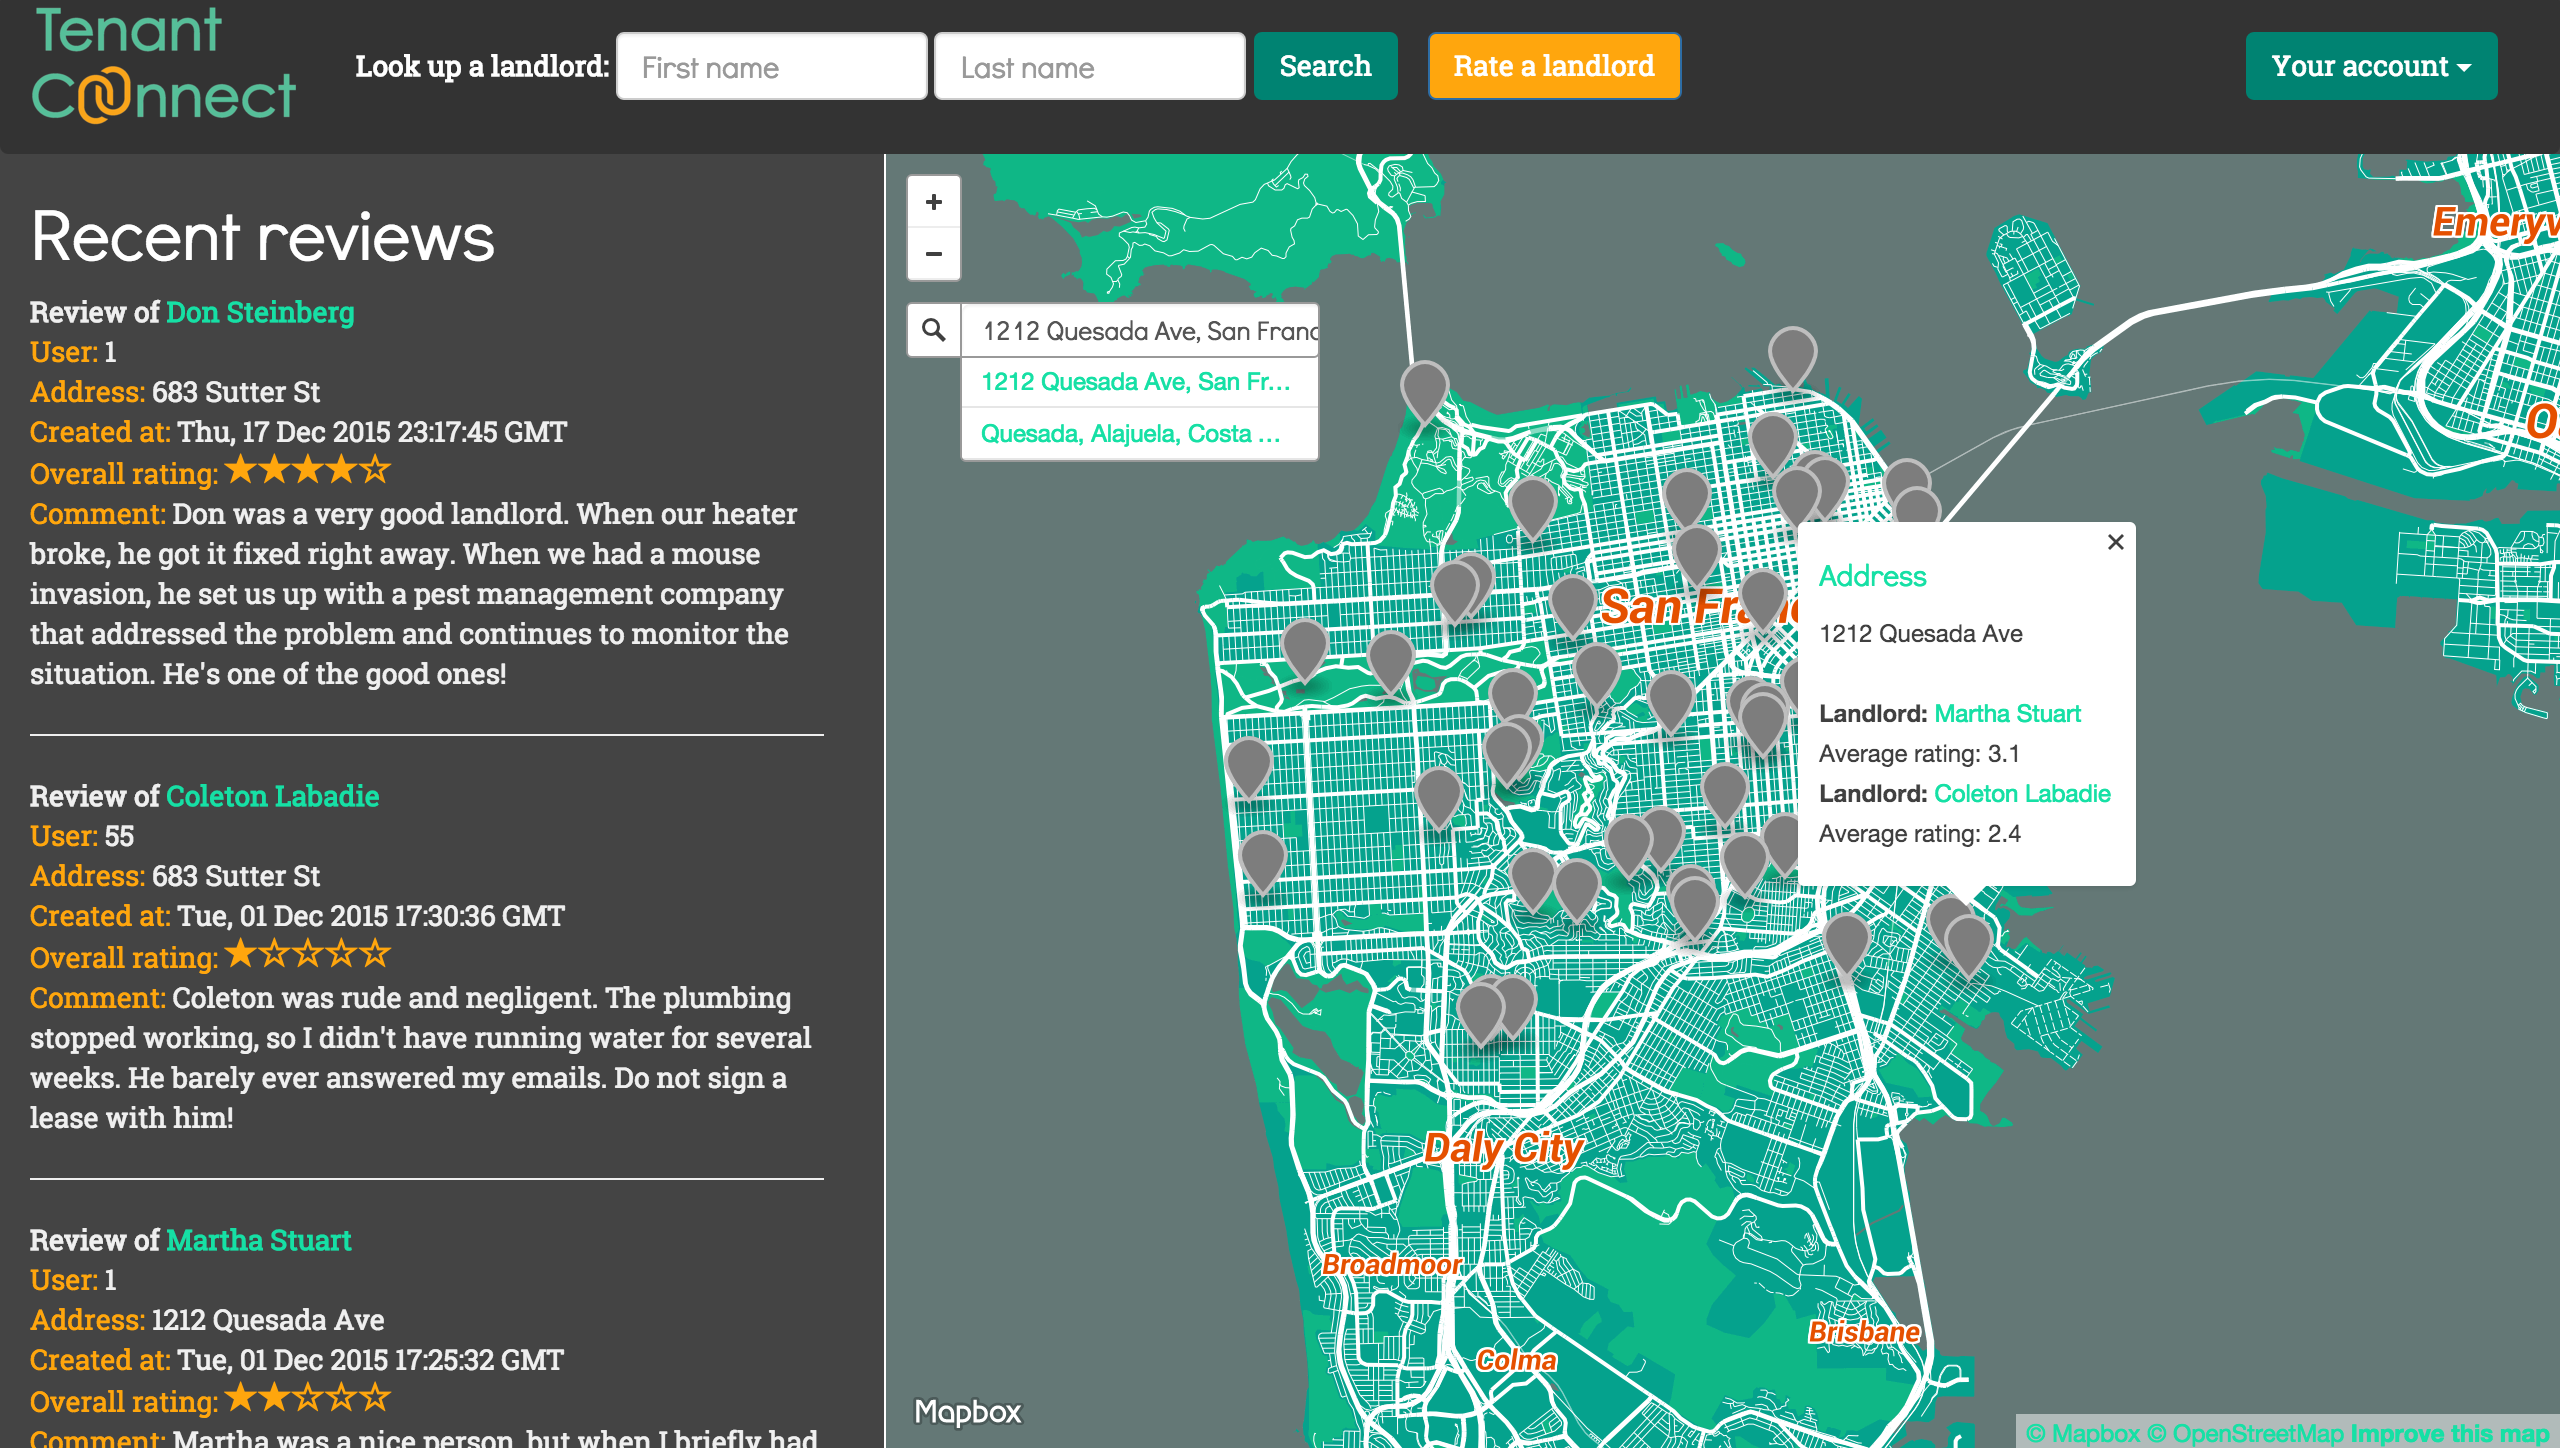 Tenant
Connect
Look up a landlord:
First name
Last name
Search
Rate a landlord
Your account
Recent reviews
Review of Don Steinberg
User: 1
Address: 683 Sutter St
Created at: Thu, 17 Dec 2015 23:17:45 GMT
Overall rating:
Comment: Don was a very good landlord. When our heater
broke, he got it fixed right away. When we had a mouse
invasion, he set us up with a pest management company
that addressed the problem and continues to monitor the
situation. He's one of the good ones!
Review of Coleton Labadie
User: 55
Address: 683 Sutter St
Created at: Tue, 01 Dec 2015 17:30:36 GMT
Overall rating:
Comment: Coleton was rude and negligent. The plumbing
stopped working, so I didn't have running water for several
weeks. He barely ever answered my emails. Do not sign a
lease with him!
Review of Martha Stuart
User: 1
Address: 1212 Quesada Ave
Created at: Tue, 01 Dec 2015 17:25:32 GMT
Overall rating:
Comment: Martha was a nice person, but when I briefly had
+
−
1212 Quesada Ave, San Franc
1212 Quesada Ave, San Fr...
Quesada, Alajuela, Costa ...
Emeryv
San Franc
Daly City
Broadmoor
Colma
Brisbane
×
Address
1212 Quesada Ave
Landlord: Martha Stuart
Average rating: 3.1
Landlord: Coleton Labadie
Average rating: 2.4
Mapbox
© Mapbox © OpenStreetMap Improve this map